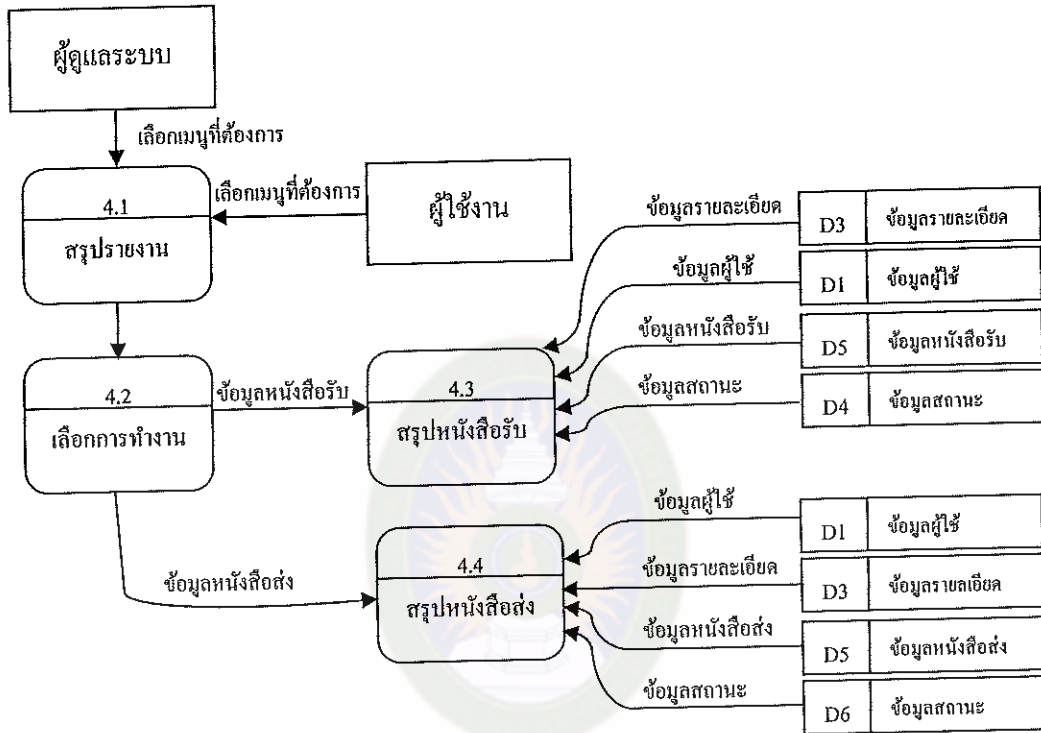 ผู้ดูแลระบบ
เลือกเมนูที่ต้องการ
4.1
สรุปรายงาน
เลือกเมนูที่ต้องการ
ผู้ใช้งาน
ข้อมูลรายละเอียด
D3 ข้อมูลรายละเอียด
ข้อมูลผู้ใช้
D1 ข้อมูลผู้ใช้
ข้อมูลหนังสือรับ
D5 ข้อมูลหนังสือรับ
ข้อมูลสถานะ
D4 ข้อมูลสถานะ
4.2
เลือกการทำงาน
ข้อมูลหนังสือรับ
4.3
สรุปหนังสือรับ
ข้อมูลหนังสือส่ง
4.4
สรุปหนังสือส่ง
ข้อมูลผู้ใช้
D1 ข้อมูลผู้ใช้
ข้อมูลรายละเอียด
D3 ข้อมูลรายลเอียด
ข้อมูลหนังสือส่ง
D5 ข้อมูลหนังสือส่ง
ข้อมูลสถานะ
D6 ข้อมูลสถานะ